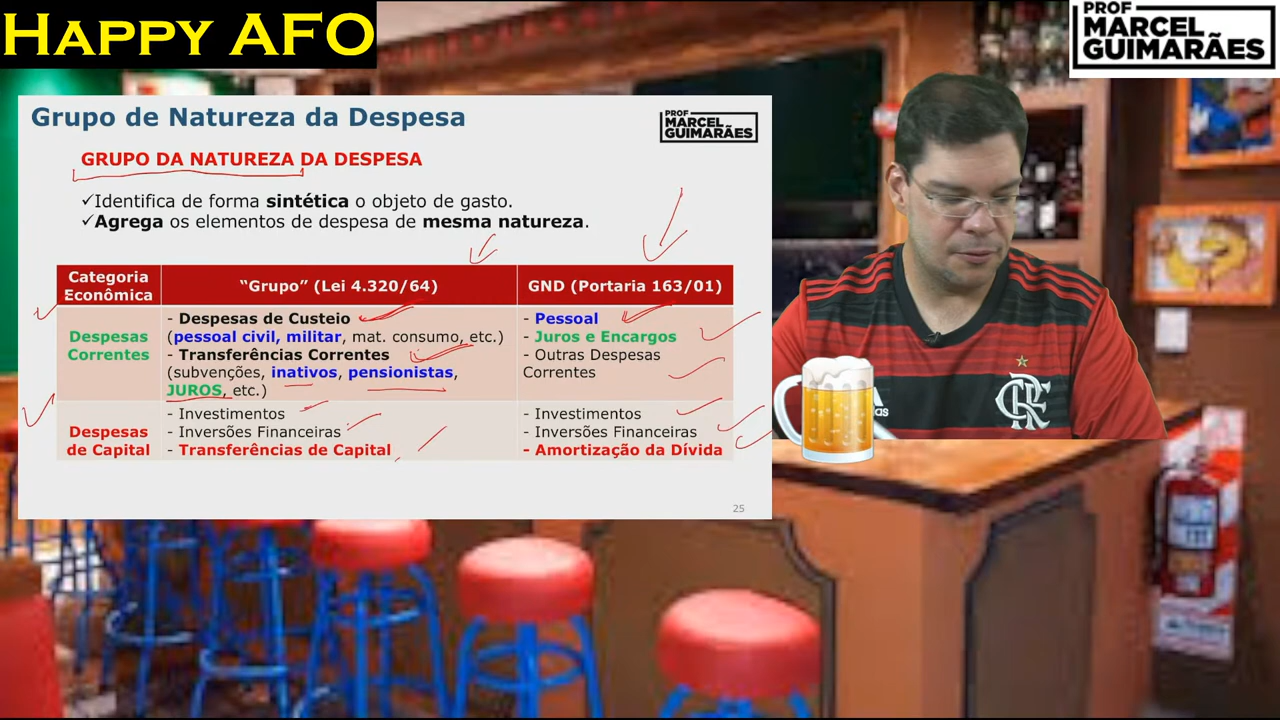 HAPPY AFO
PROF
MARCEL
GUIMARÃES
Grupo de Natureza da Despesa
PROF
MARCEL
GUIMARÃES
GRUPO DA NATUREZA DA DESPESA
✓Identifica de forma sintética o objeto de gasto.
✓Agrega os elementos de despesa de mesma natureza.
Categoria
Econômica
“Grupo” (Lei 4.320/64)
GND (Portaria 163/01)
Despesas
Correntes
- Despesas de Custeio
(pessoal civil, militar, mat. consumo, etc.)
- Transferências Correntes
(subvenções, inativos, pensionistas,
JUROS, etc.)
- Pessoal
- Juros e Encargos
- Outras Despesas
Correntes
Despesas
de Capital
- Investimentos
- Inversões Financeiras
- Transferências de Capital
- Investimentos
- Inversões Financeiras
- Amortização da Dívida
25
CRF